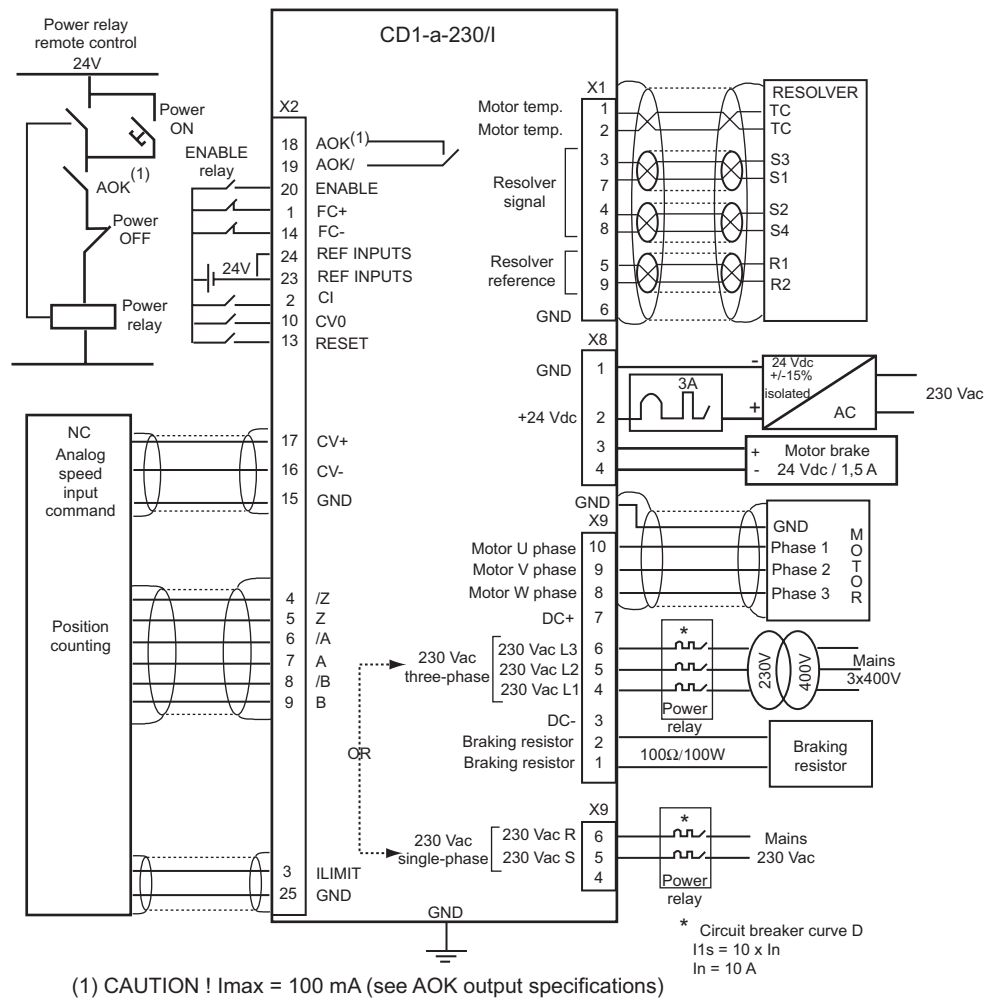 Power relay
remote control
24V
Power
ON
AOK(1)
Power
OFF
Power
relay
CD1-a-230/I
X2
18 AOK(1)
19 AOK/
ENABLE
relay
20 ENABLE
1 FC+
14 FC-
24 REF INPUTS
24V
23 REF INPUTS
2 CI
10 CV0
13 RESET
NC
Analog
speed
input
command
17 CV+
16 CV-
15 GND
Position
counting
4 /Z
5 Z
6 /A
7 A
8 /B
9 B
3 ILIMIT
25 GND
OR
X1
Motor temp. 1
Motor temp. 2
Resolver
signal
3
7
4
8
Resolver
reference
5
9
GND 6
RESOLVER
TC
TC
S3
S1
S2
S4
R1
R2
X8
GND 1
+24 Vdc 2
3
4
3A
-
+
24 Vdc
+/-15%
isolated
AC
230 Vac
+ Motor brake
- 24 Vdc / 1,5 A
GND
X9
Motor U phase 10
Motor V phase 9
Motor W phase 8
DC+ 7
GND
Phase 1
Phase 2
Phase 3
MOTOR
230 Vac
three-phase
230 Vac L3 6
230 Vac L2 5
230 Vac L1 4
DC- 3
Braking resistor 2
Braking resistor 1
*
Power
relay
230V
400V
Mains
3x400V
100Ω/100W
Braking
resistor
X9
230 Vac
single-phase
230 Vac R 6
230 Vac S 5
4
*
Power
relay
Mains
230 Vac
GND
* Circuit breaker curve D
I1s = 10 x In
In = 10 A
(1) CAUTION ! Imax = 100 mA (see AOK output specifications)